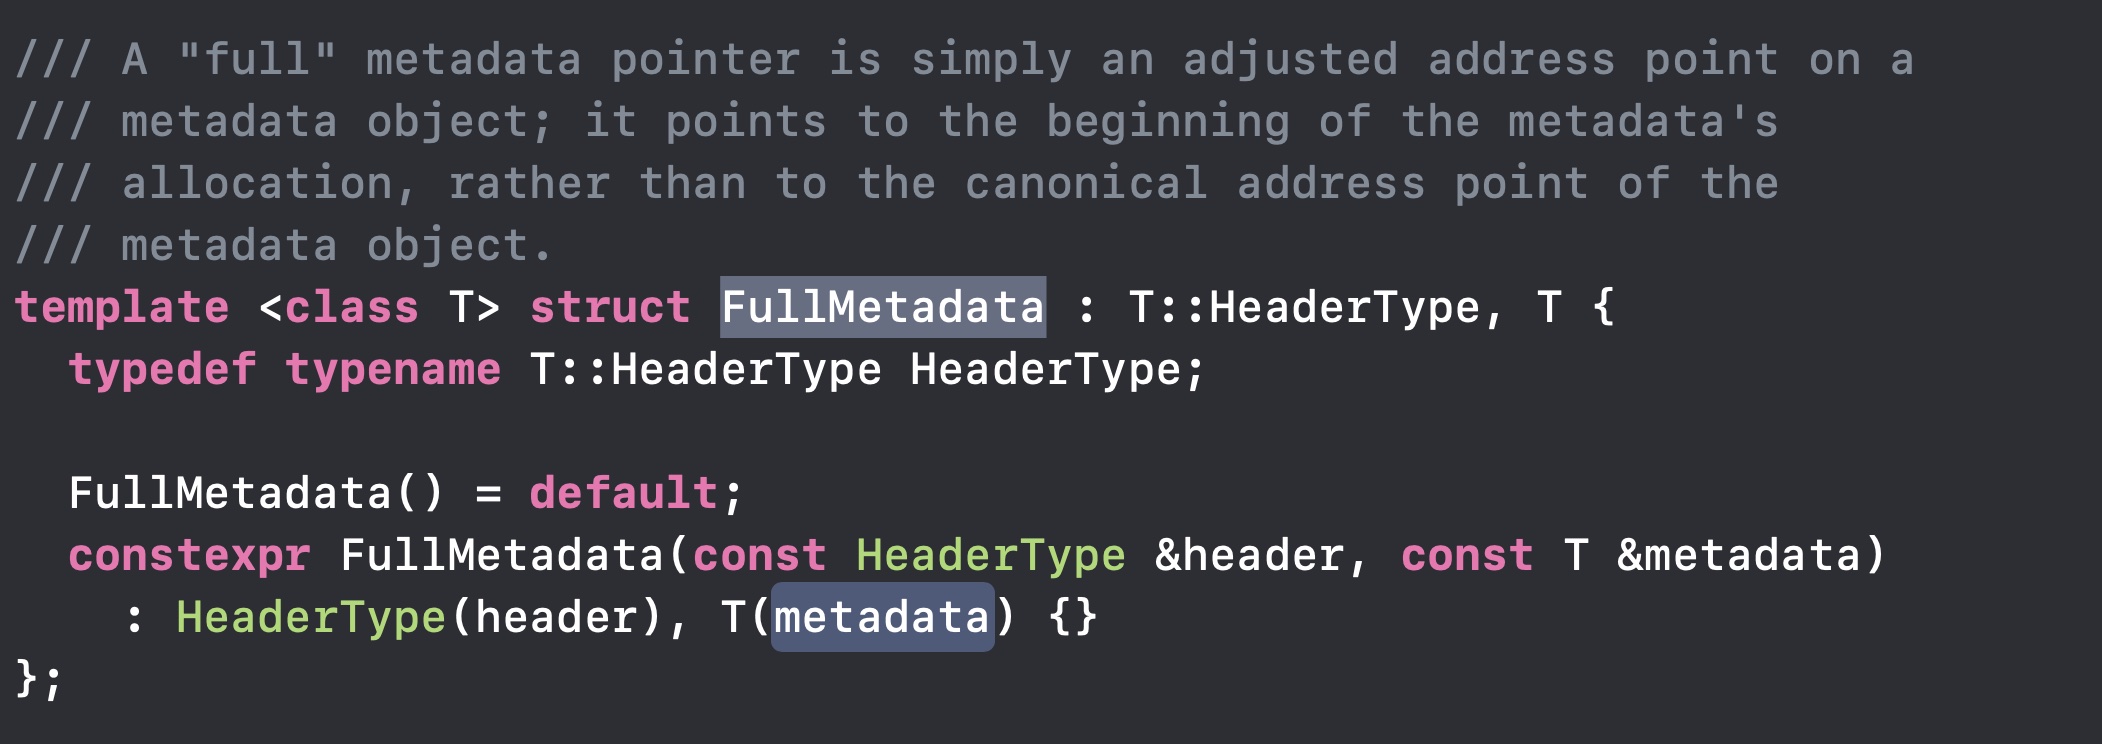 /// A "full" metadata pointer is simply an adjusted address point on a
/// metadata object; it points to the beginning of the metadata's
/// allocation, rather than to the canonical address point of the
/// metadata object.
template <class T> struct FullMetadata : T::HeaderType, T {
  typedef typename T::HeaderType HeaderType;

  FullMetadata() = default;
  constexpr FullMetadata(const HeaderType &header, const T &metadata)
    : HeaderType(header), T(metadata) {}
};